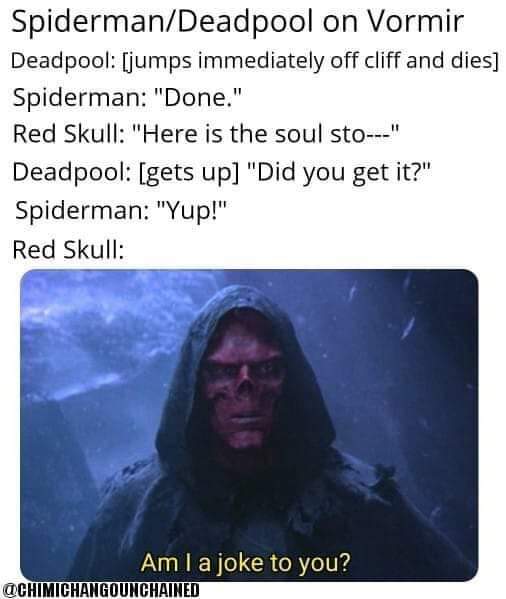 Spiderman/Deadpool on Vormir
Deadpool: [jumps immediately off cliff and dies]
Spiderman: "Done."
Red Skull: "Here is the soul sto---"
Deadpool: [gets up] "Did you get it?"
Spiderman: "Yup!"
Red Skull:
Am I a joke to you?
@CHIMICHANGOUNCHAINED